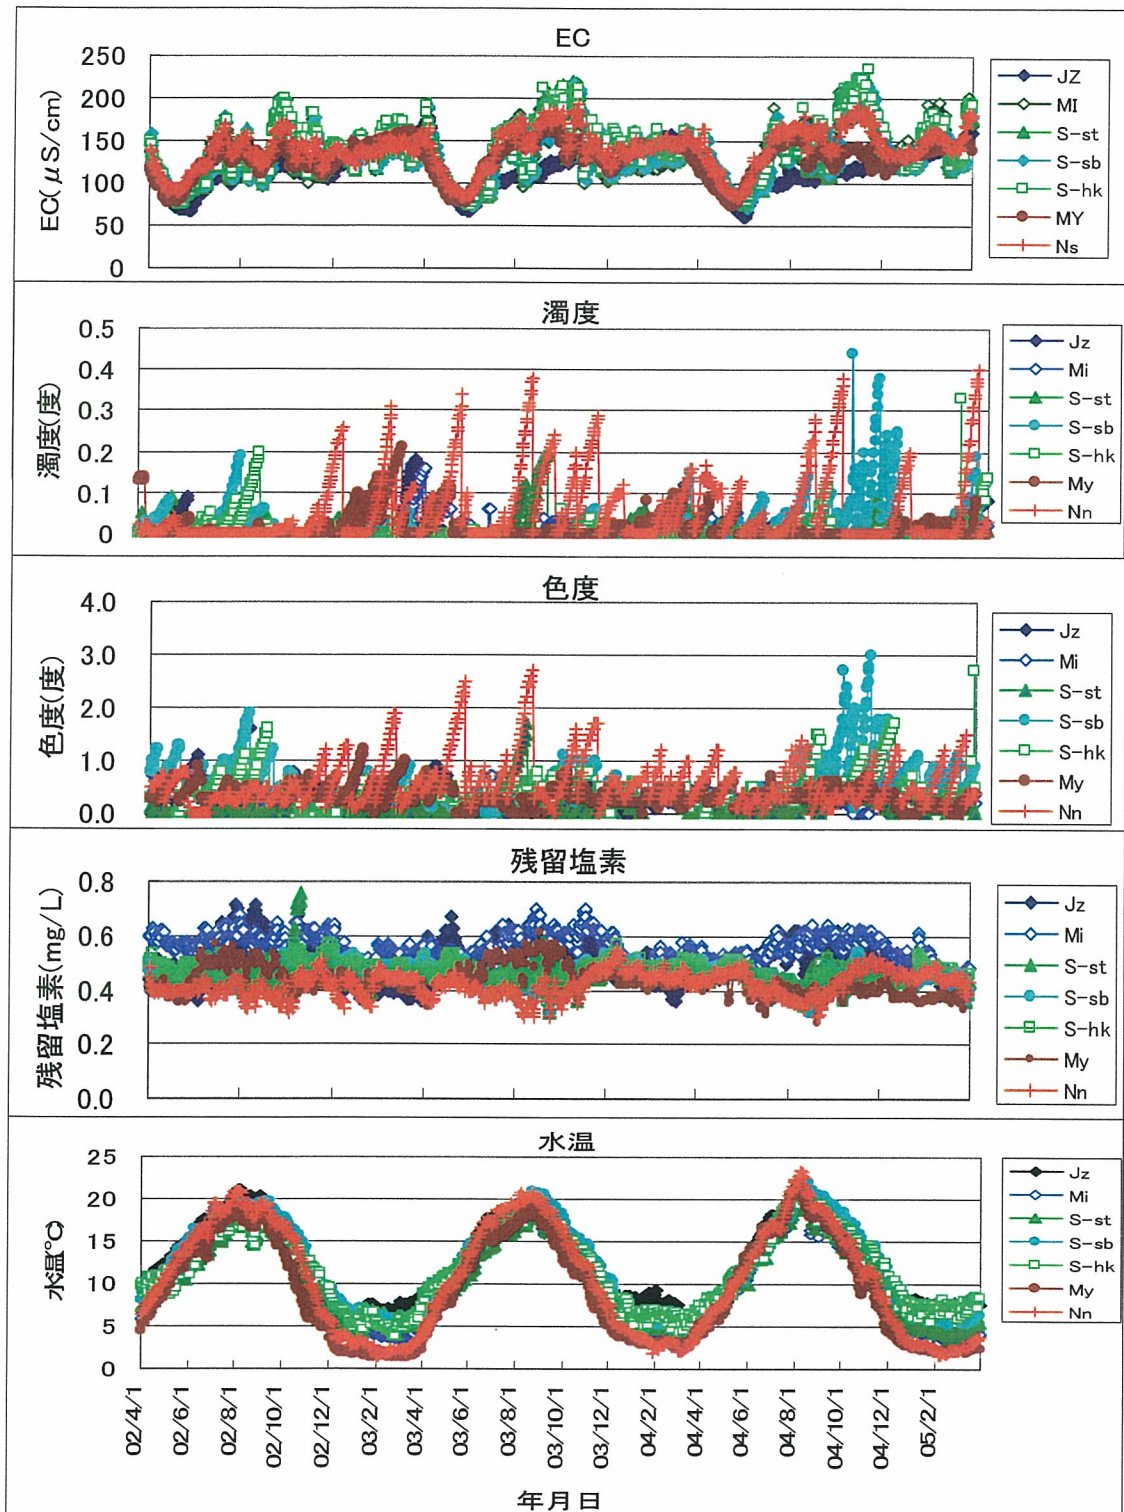 EC
EC(μS/cm)
250
200
150
100
50
0
JZ
MI
S-st
S-sb
S-hk
MY
Ns
濁度
濁度(度)
0.5
0.4
0.3
0.2
0.1
0
Jz
Mi
S-st
S-sb
S-hk
My
Nn
色度
色度(度)
4.0
3.0
2.0
1.0
0.0
Jz
Mi
S-st
S-sb
S-hk
My
Nn
残留塩素
残留塩素(mg/L)
0.8
0.6
0.4
0.2
0.0
Jz
Mi
S-st
S-sb
S-hk
My
Nn
水温
水温℃)
25
20
15
10
5
0
Jz
Mi
S-st
S-sb
S-hk
My
Nn
02/4/1
02/6/1
02/8/1
02/10/1
02/12/1
03/2/1
03/4/1
03/6/1
03/8/1
03/10/1
03/12/1
04/2/1
04/4/1
04/6/1
04/8/1
04/10/1
04/12/1
05/2/1
年月日